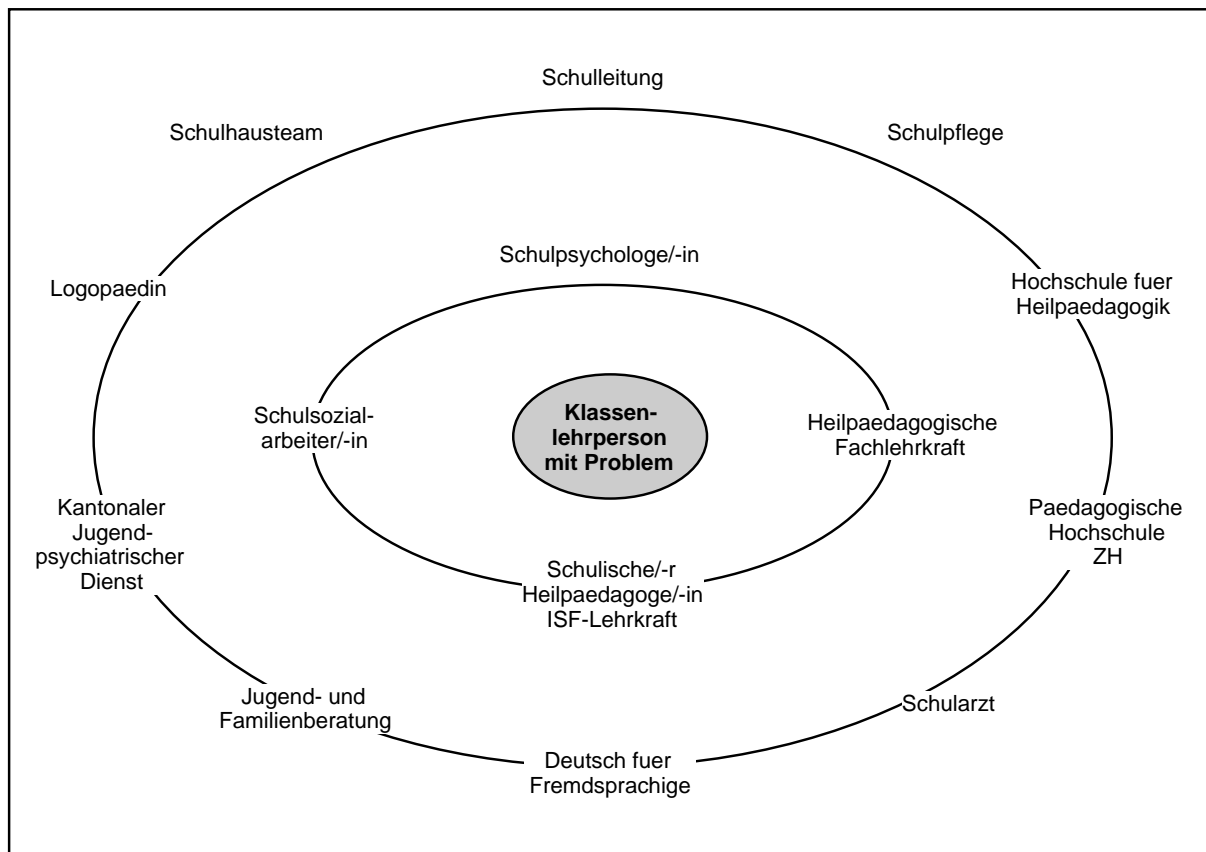 Schulleitung
Schulhausteam
Schulpflege
Schulpsychologe/-in
Logopaedin
Hochschule fuer
Heilpaedagogik
Schulsozial-
arbeiter/-in
Klassen-
lehrperson
mit Problem
Heilpaedagogische
Fachlehrkraft
Kantonaler
Jugend-
psychiatrischer
Dienst
Paedagogische
Hochschule
ZH
Schulische/-r
Heilpaedagoge/-in
ISF-Lehrkraft
Jugend- und
Familienberatung
Schularzt
Deutsch fuer
Fremdsprachige